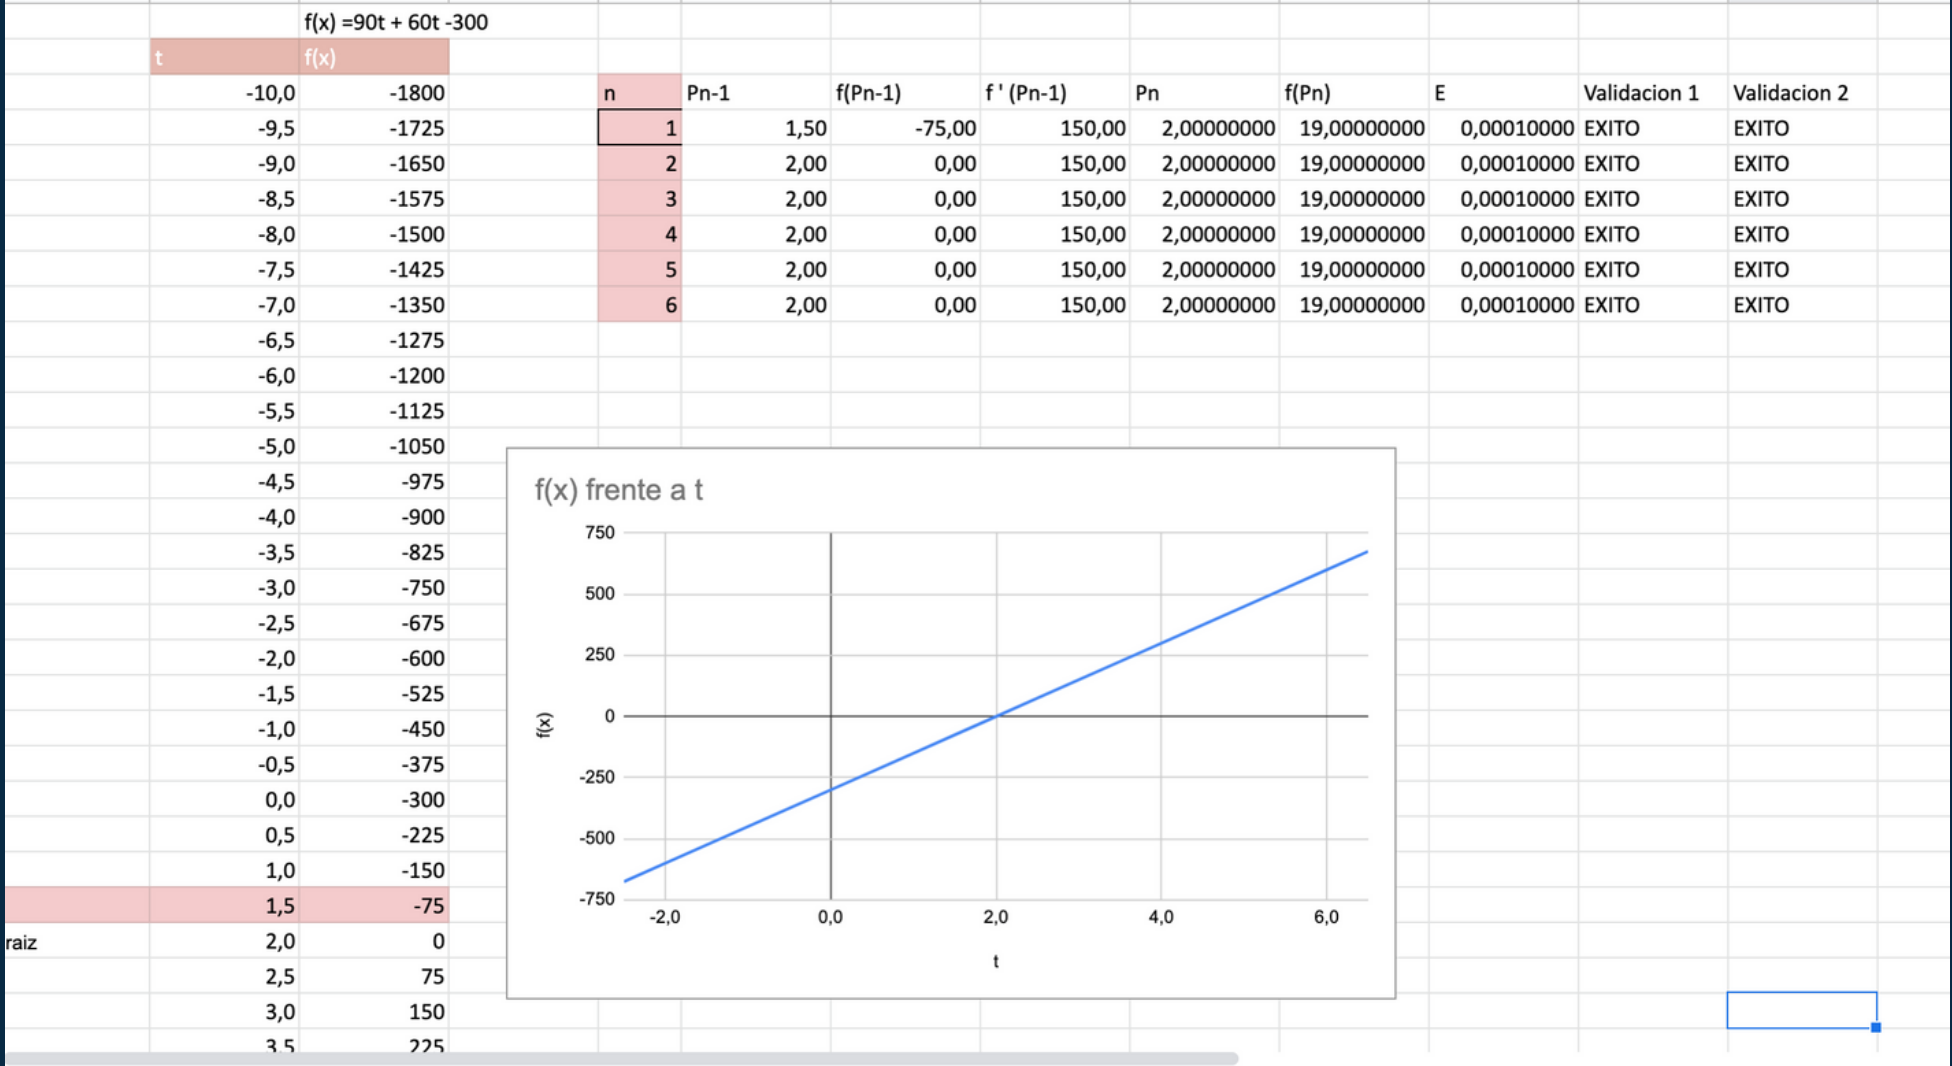 f(x) =90t + 60t -300
t f(x)
-10,0 -1800 n Pn-1 f(Pn-1) f ' (Pn-1) Pn f(Pn) E Validacion 1 Validacion 2
-9,5 -1725 1 1,50 -75,00 150,00 2,00000000 19,00000000 0,00010000 EXITO EXITO
-9,0 -1650 2 2,00 0,00 150,00 2,00000000 19,00000000 0,00010000 EXITO EXITO
-8,5 -1575 3 2,00 0,00 150,00 2,00000000 19,00000000 0,00010000 EXITO EXITO
-8,0 -1500 4 2,00 0,00 150,00 2,00000000 19,00000000 0,00010000 EXITO EXITO
-7,5 -1425 5 2,00 0,00 150,00 2,00000000 19,00000000 0,00010000 EXITO EXITO
-7,0 -1350 6 2,00 0,00 150,00 2,00000000 19,00000000 0,00010000 EXITO EXITO
-6,5 -1275
-6,0 -1200
-5,5 -1125
-5,0 -1050
-4,5 -975
-4,0 -900
-3,5 -825
-3,0 -750
-2,5 -675
-2,0 -600
-1,5 -525
-1,0 -450
-0,5 -375
0,0 -300
0,5 -225
1,0 -150
1,5 -75
raiz 2,0 0
2,5 75
3,0 150
3,5 225
f(x) frente a t
750
500
250
0
-250
-500
-750
f(x)
-2,0 0,0 2,0 4,0 6,0
t